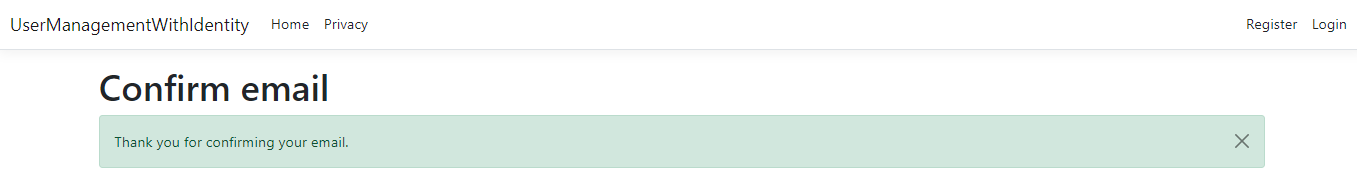 UserManagementWithIdentity Home Privacy Register Login
Confirm email
Thank you for confirming your email.